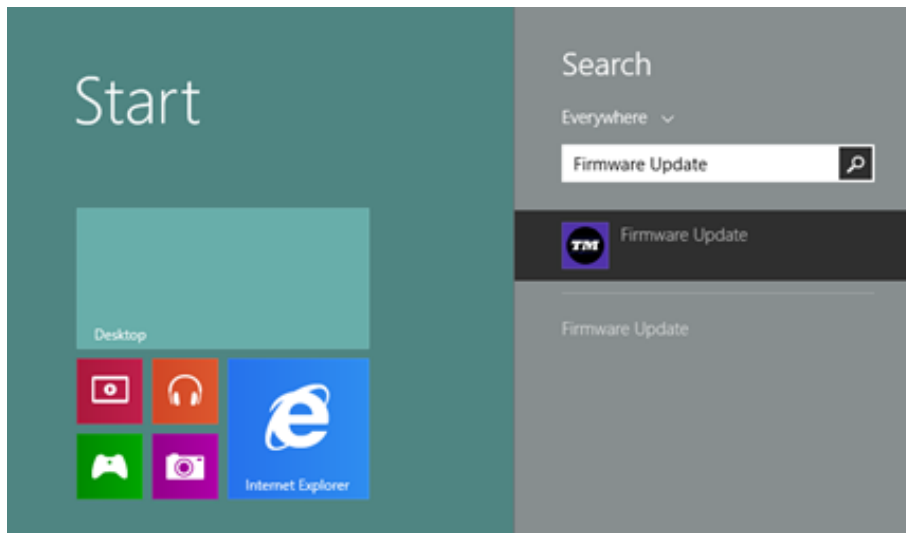 Start
Desktop
Internet Explorer
Search
Everywhere
Firmware Update
TM
Firmware Update
Firmware Update